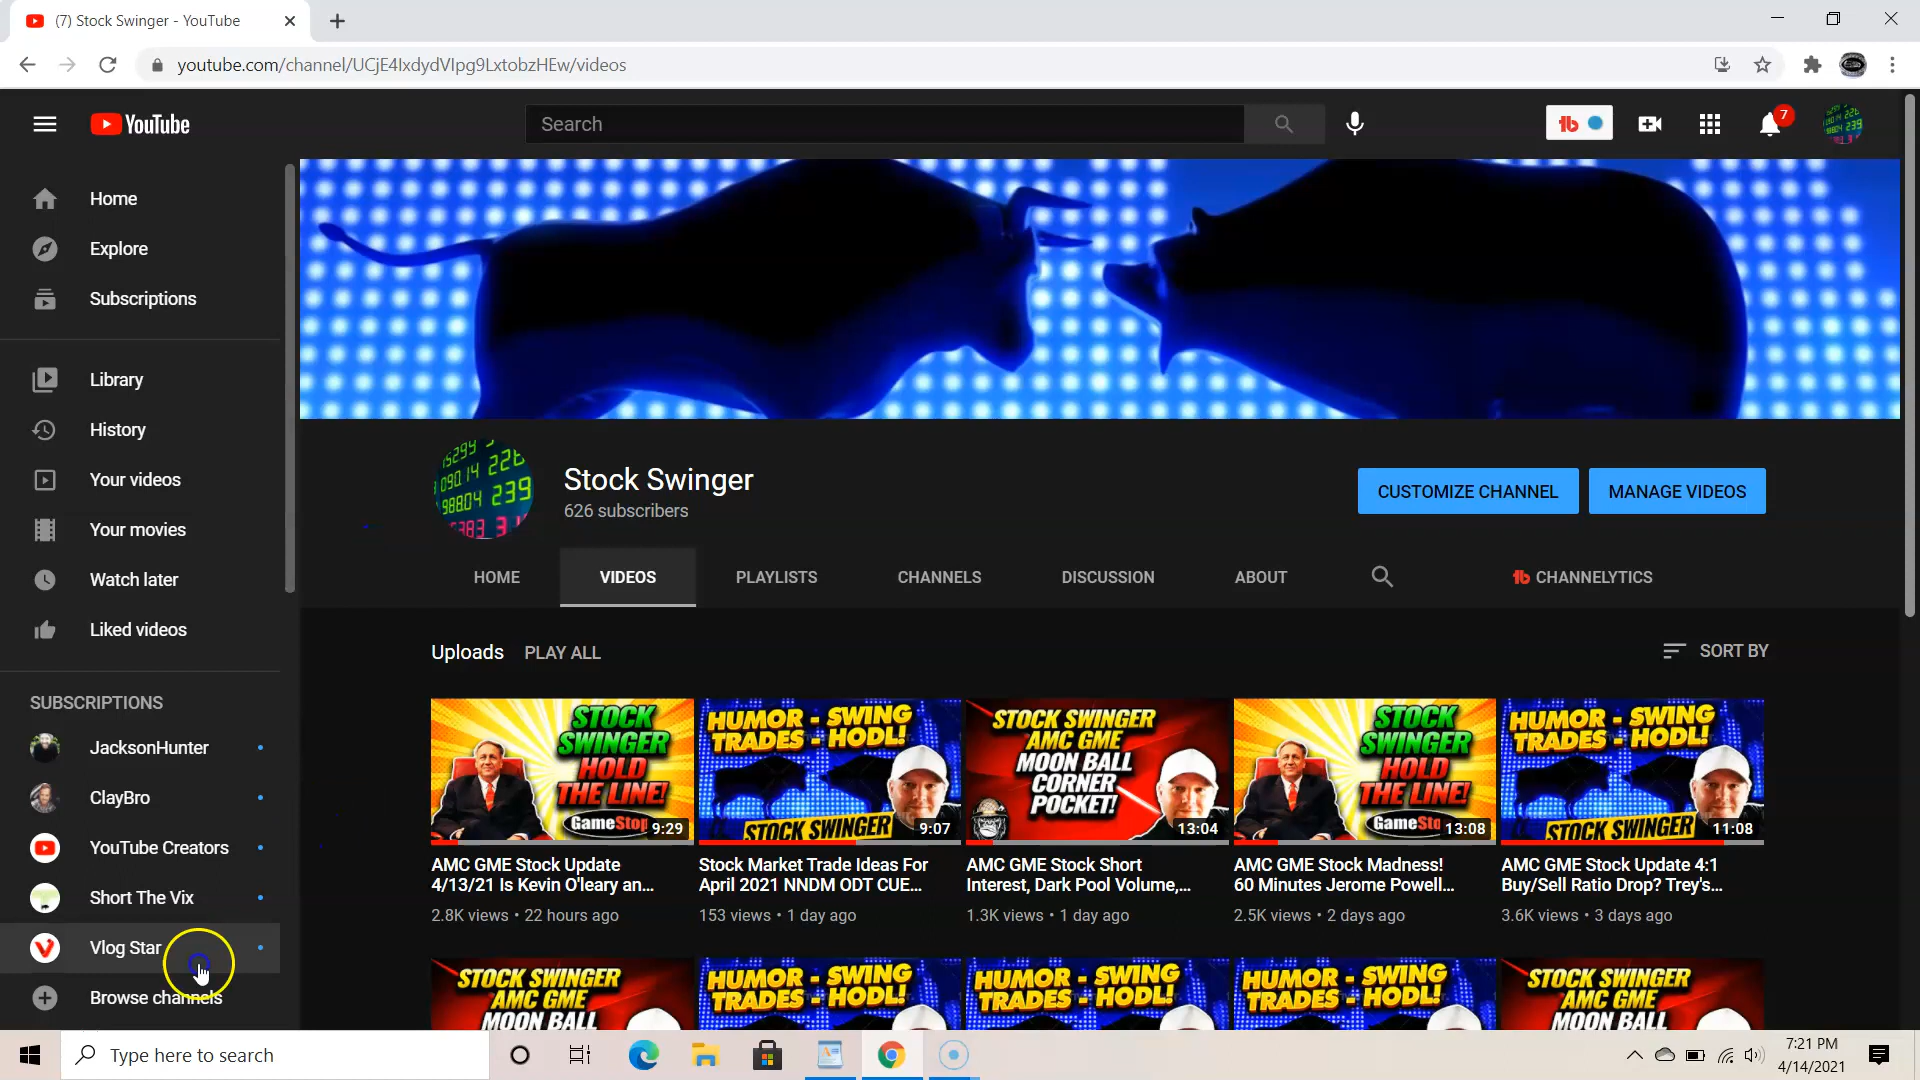 (7) Stock Swinger - YouTube
youtube.com/channel/UCjE4IxdydVIpg9LxtobzHEw/videos
YouTube
Search
tb
7
Home
Explore
Subscriptions
Library
History
Your videos
Your movies
Watch later
Liked videos
SUBSCRIPTIONS
JacksonHunter
ClayBro
YouTube Creators
Short The Vix
Vlog Star
Browse channels
Stock Swinger
626 subscribers
CUSTOMIZE CHANNEL
MANAGE VIDEOS
HOME
VIDEOS
PLAYLISTS
CHANNELS
DISCUSSION
ABOUT
tb CHANNELYTICS
Uploads
PLAY ALL
SORT BY
STOCK
SWINGER
HOLD
THE LINE!
GameStop
9:29
AMC GME Stock Update
4/13/21 Is Kevin O'leary an...
2.8K views • 22 hours ago
HUMOR - SWING
TRADES - HODL!
STOCK SWINGER
9:07
Stock Market Trade Ideas For
April 2021 NNDM ODT CUE...
153 views • 1 day ago
STOCK SWINGER
AMC GME
MOON BALL
CORNER
POCKET!
13:04
AMC GME Stock Short
Interest, Dark Pool Volume,...
1.3K views • 1 day ago
STOCK
SWINGER
HOLD
THE LINE!
GameSto
13:08
AMC GME Stock Madness!
60 Minutes Jerome Powell...
2.5K views • 2 days ago
HUMOR - SWING
TRADES - HODL!
STOCK SWINGER
11:08
AMC GME Stock Update 4:1
Buy/Sell Ratio Drop? Trey's...
3.6K views • 3 days ago
STOCK SWINGER
AMC GME
MOON BALL
HUMOR - SWING
TRADES - HODL!
HUMOR - SWING
TRADES - HODL!
HUMOR - SWING
TRADES - HODL!
STOCK SWINGER
AMC GME
MOON BALL
Type here to search
7:21 PM
4/14/2021